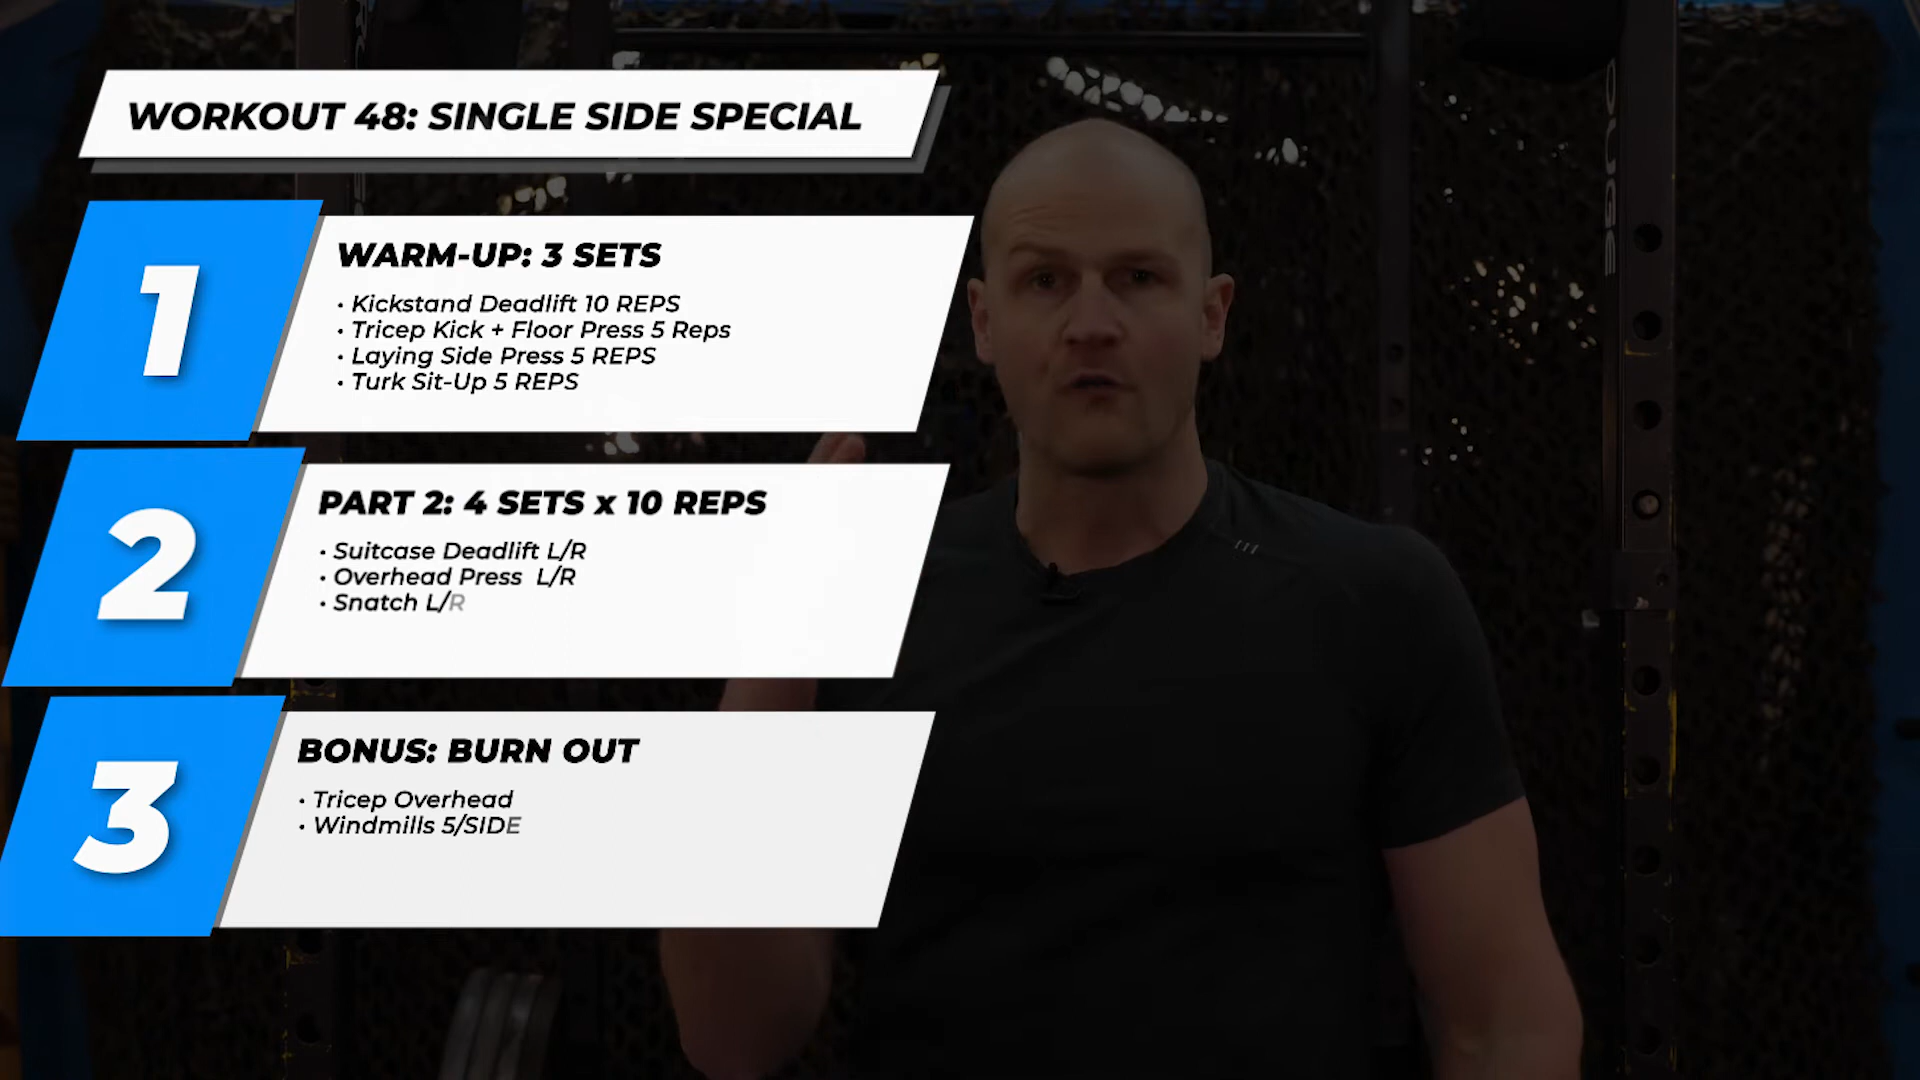 WORKOUT 48: SINGLE SIDE SPECIAL
1
WARM-UP: 3 SETS
• Kickstand Deadlift 10 REPS
• Tricep Kick + Floor Press 5 Reps
• Laying Side Press 5 REPS
• Turk Sit-Up 5 REPS
2
PART 2: 4 SETS x 10 REPS
• Suitcase Deadlift L/R
• Overhead Press L/R
• Snatch L/R
3
BONUS: BURN OUT
• Tricep Overhead
• Windmills 5/SIDE